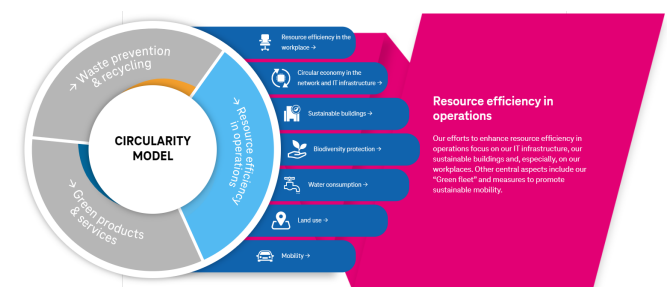 → Waste prevention
& recycling
CIRCULARITY
MODEL
→ Resource efficiency
in operations
→ Green products
& services
Resource efficiency in the
workplace →
Circular economy in the
network and IT infrastructure →
Sustainable buildings →
Biodiversity protection →
Water consumption →
Land use →
Mobility →
Resource efficiency in
operations
Our efforts to enhance resource efficiency in
operations focus on our IT infrastructure, our
sustainable buildings and, especially, on our
workplaces. Other central aspects include our
"Green fleet" and measures to promote
sustainable mobility.